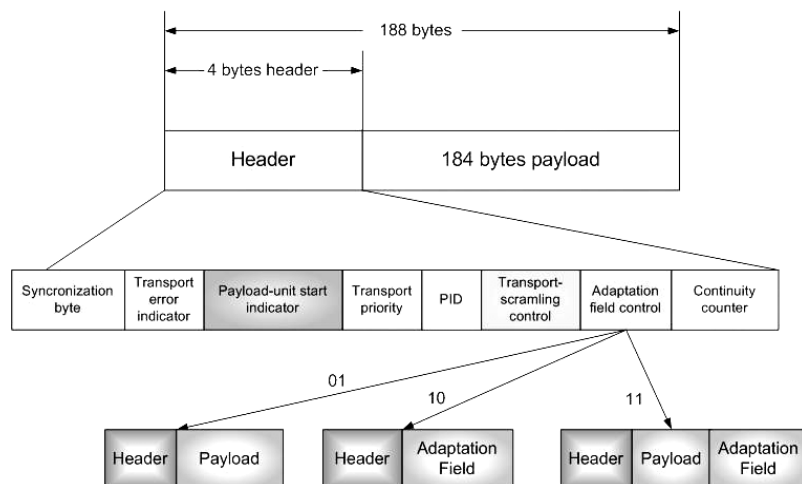 188 bytes
4 bytes header
Header
184 bytes payload
Syncronization
byte
Transport
error
indicator
Payload-unit start
indicator
Transport
priority
PID
Transport-
scramling
control
Adaptation
field control
Continuity
counter
01
10
11
Header
Payload
Header
Adaptation
Field
Header
Payload
Adaptation
Field